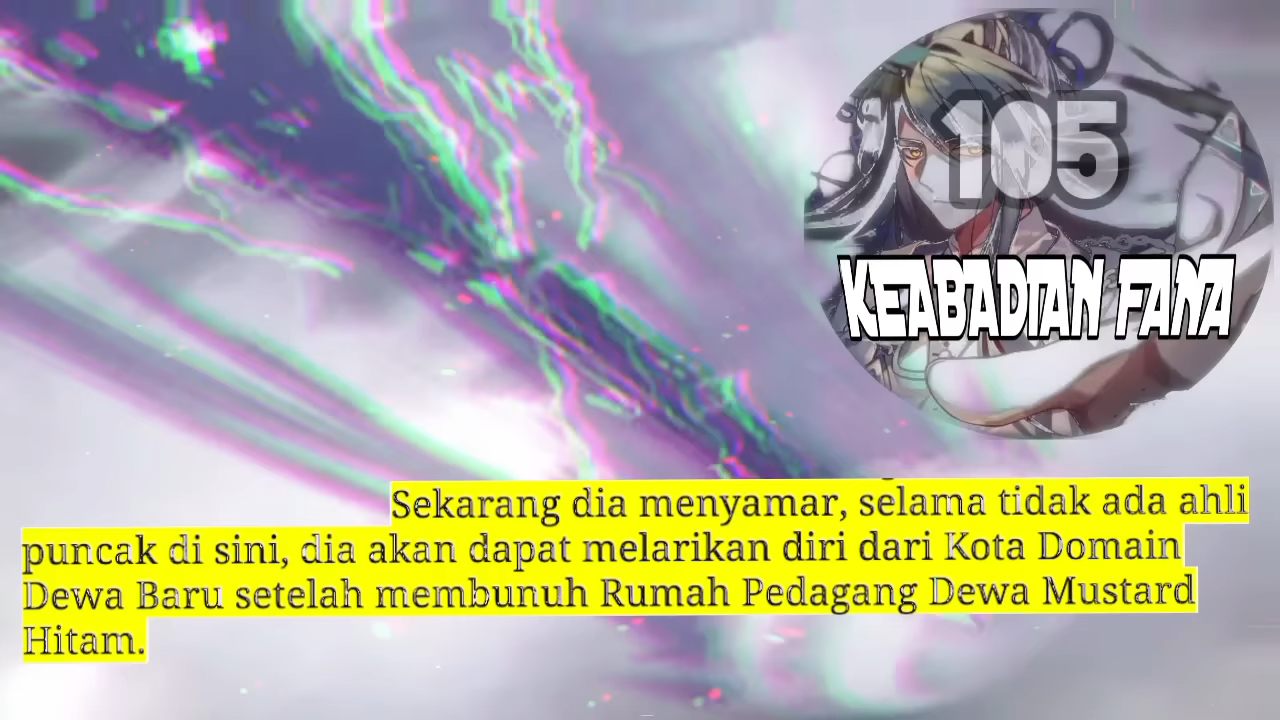 105
KEABADIAN FANA
Sekarang dia menyamar, selama tidak ada ahli
puncak di sini, dia akan dapat melarikan diri dari Kota Domain
Dewa Baru setelah membunuh Rumah Pedagang Dewa Mustard
Hitam.